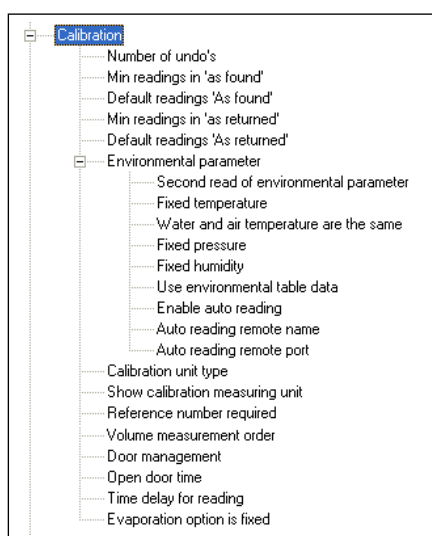 Calibration
Number of undo's
Min readings in 'as found'
Default readings 'As found'
Min readings in 'as returned'
Default readings 'As returned'
Environmental parameter
Second read of environmental parameter
Fixed temperature
Water and air temperature are the same
Fixed pressure
Fixed humidity
Use environmental table data
Enable auto reading
Auto reading remote name
Auto reading remote port
Calibration unit type
Show calibration measuring unit
Reference number required
Volume measurement order
Door management
Open door time
Time delay for reading
Evaporation option is fixed